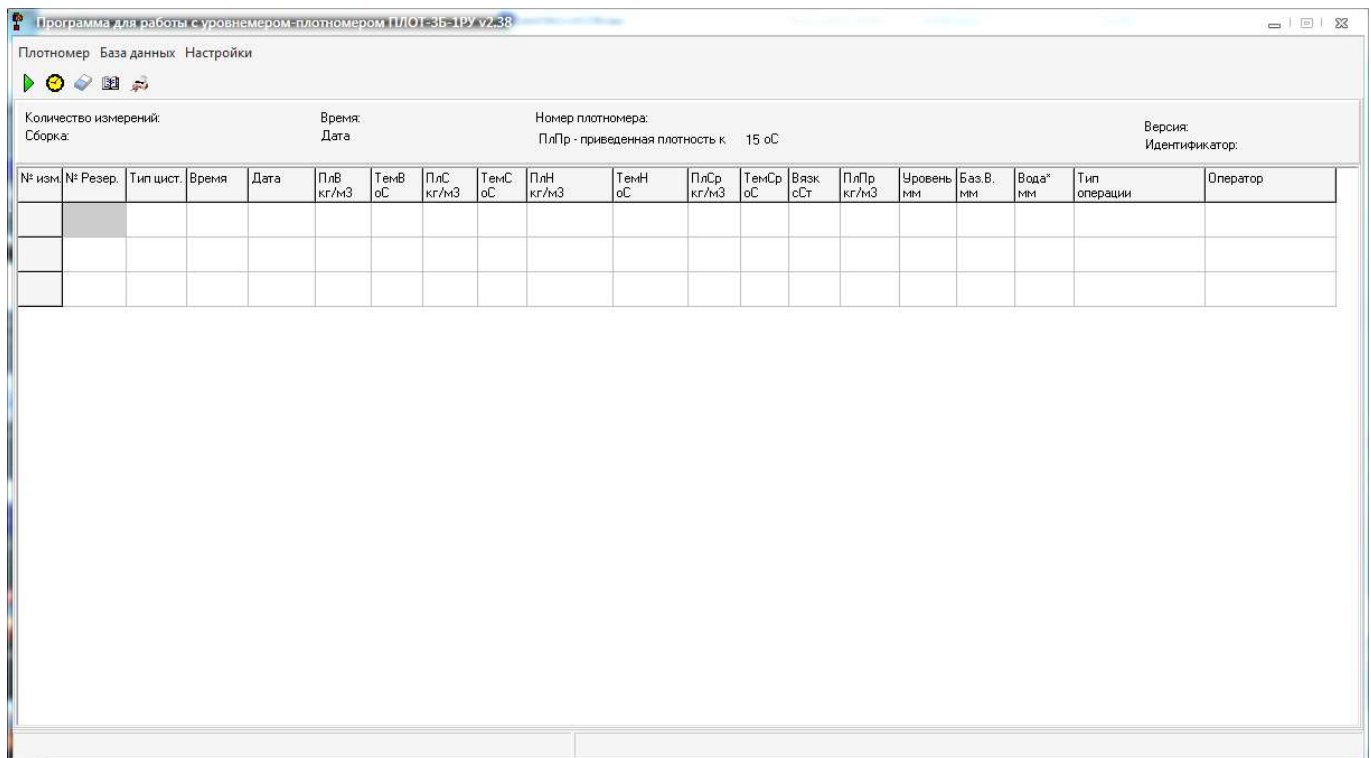 Программа для работы с уровнемером-плотномером ПЛОТ-3Б-1РУ v2.38
Плотномер База данных Настройки
Количество измерений: Время: Номер плотномера: Версия:
Сборка: Дата ПлПр - приведенная плотность к 15 оС Идентификатор:
№ изм. № Резер. Тип цист. Время Дата ПлВ ТемВ ПлС ТемС ПлН ТемН ПлСр ТемСр Вязк ПлПр Уровень Баз.В. Вода* Тип Оператор
кг/м3 оС кг/м3 оС кг/м3 оС кг/м3 оС сСт кг/м3 мм мм мм операции